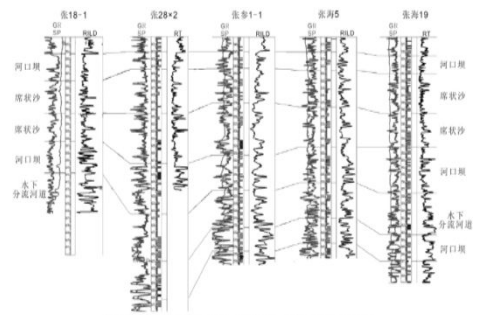 张18-1 张28×2 张参1-1 张海5 张海19
GR GR GR GR GR
SP RILD SP RT SP RILD SP RILD SP RT
河口坝
席状沙
席状沙
河口坝
水下
分流河道
河口坝
席状沙
席状沙
河口坝
水下
分流河道
河口坝